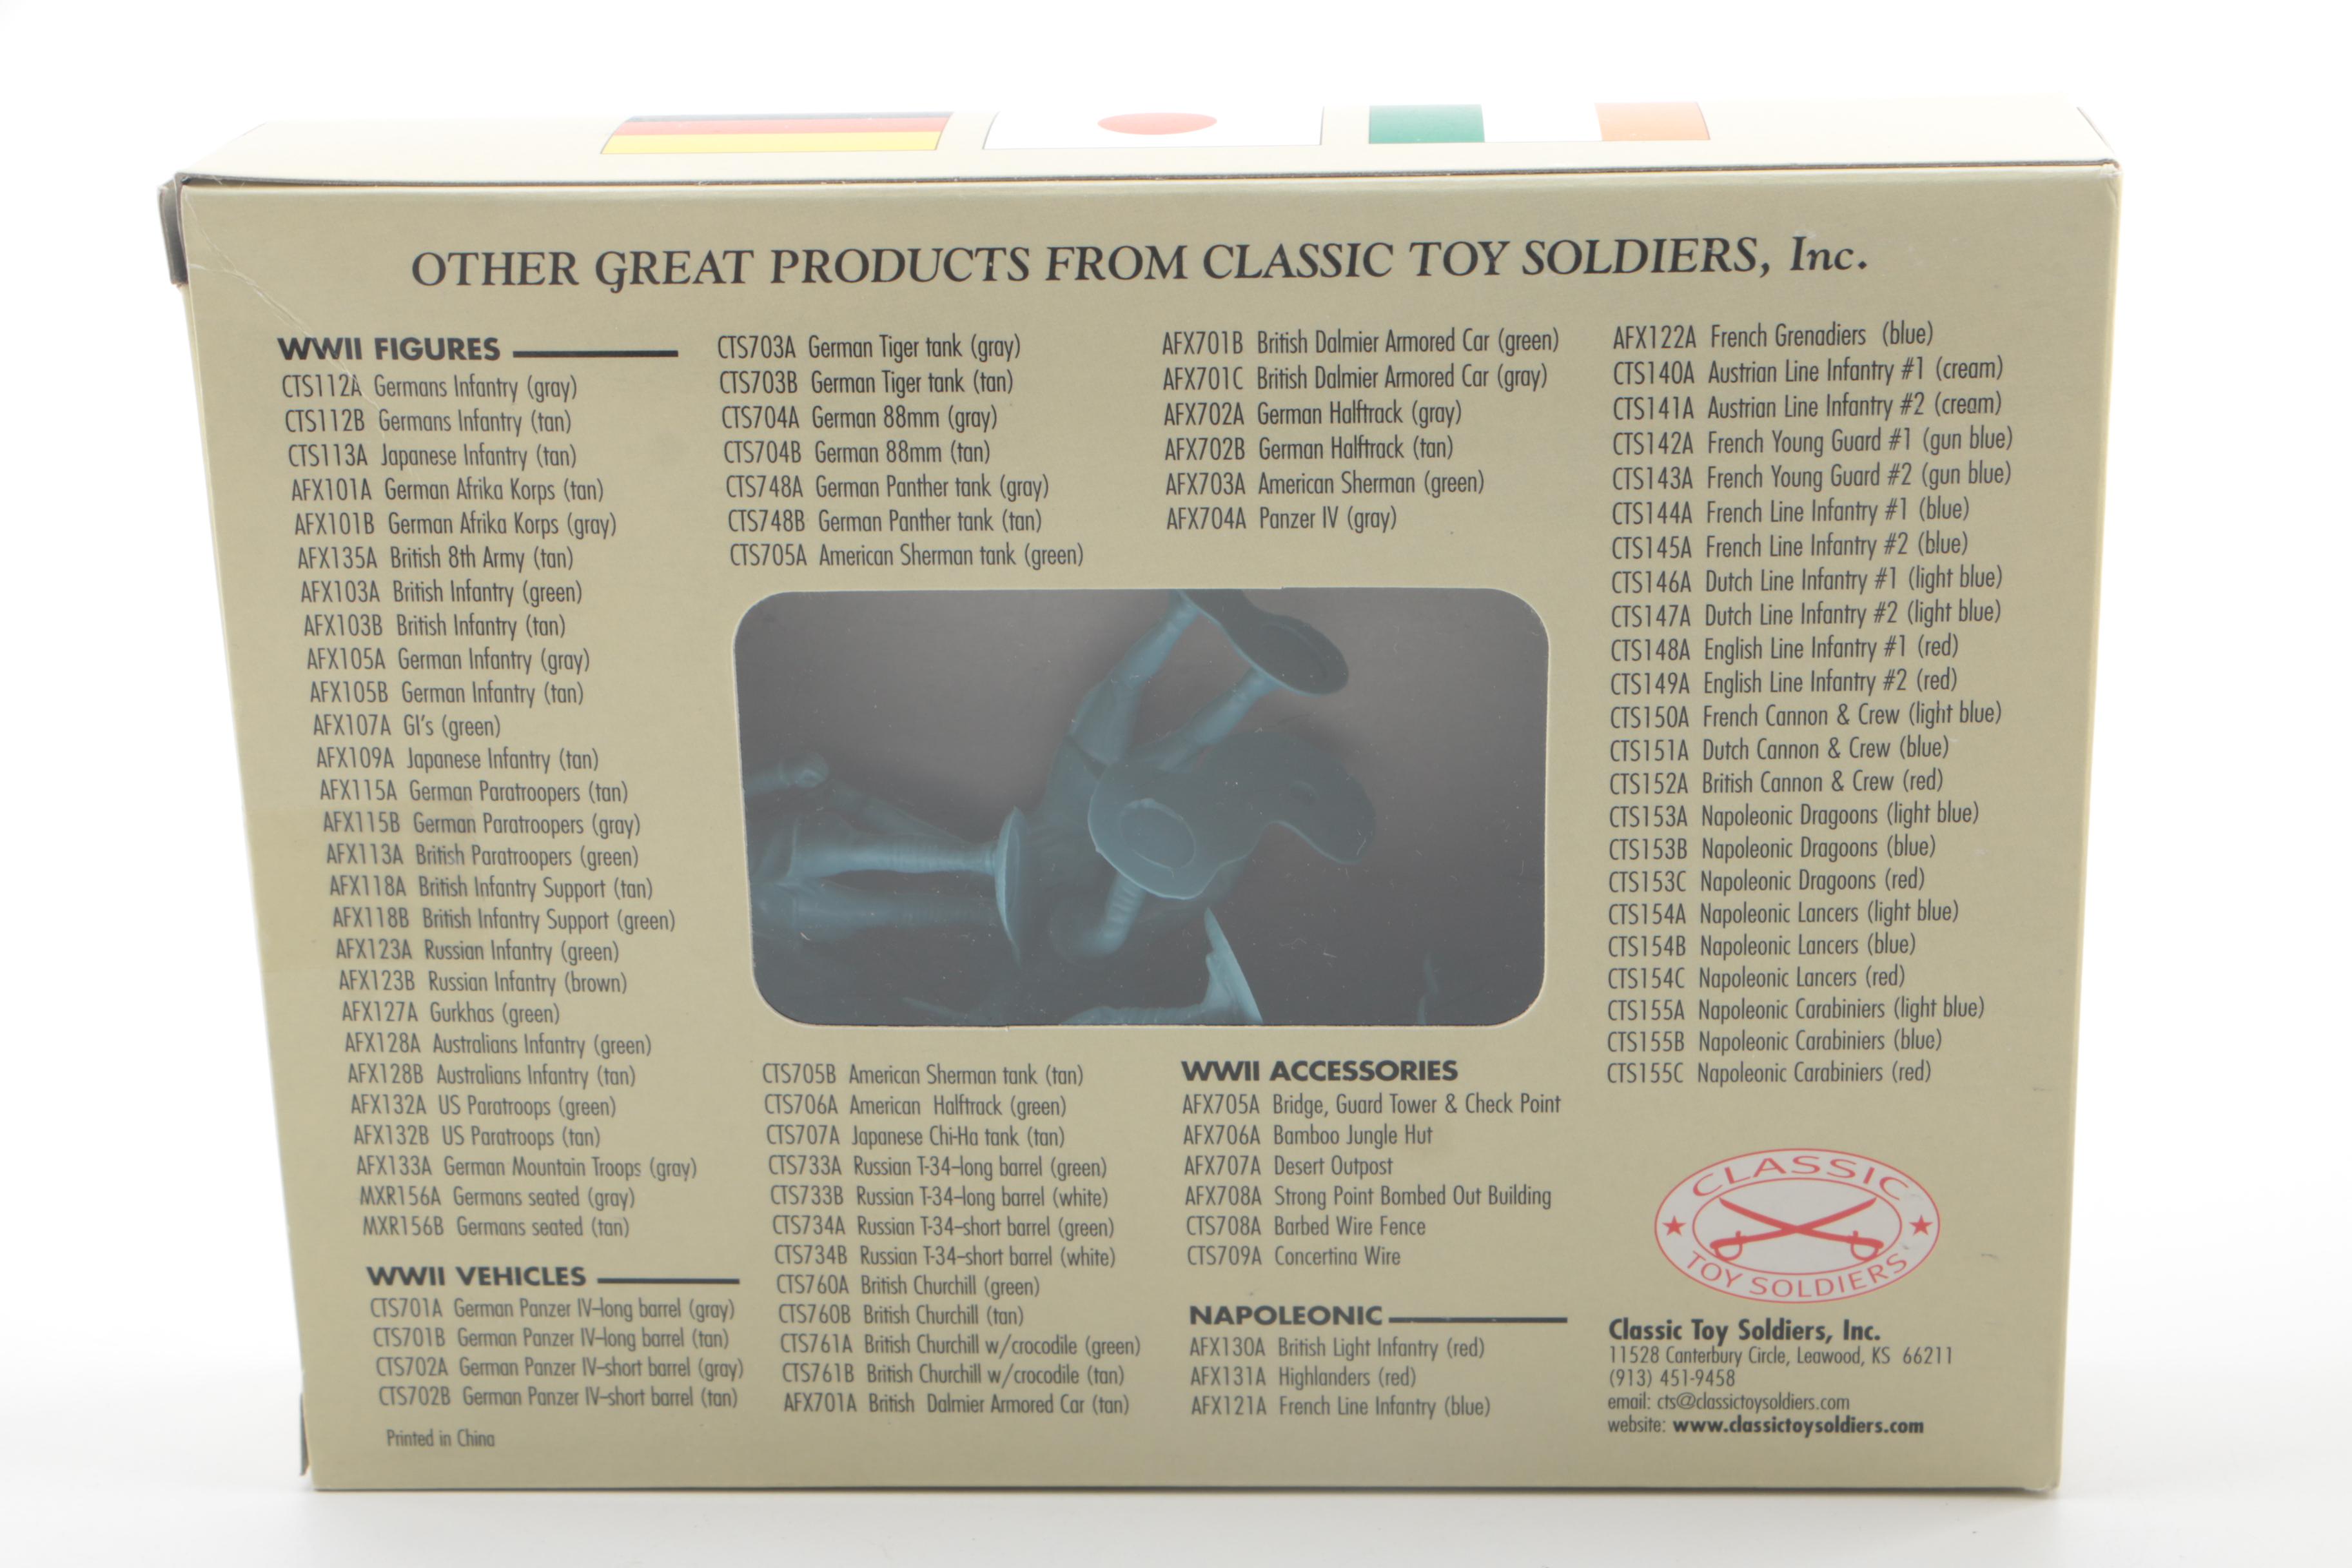 OTHER GREAT PRODUCTS FROM CLASSIC TOY SOLDIERS, Inc.
WWII FIGURES
CTS112A Germans Infantry (gray)
CTS112B Germans Infantry (tan)
CTS113A Japanese Infantry (tan)
AFX101A German Afrika Korps (tan)
AFX101B German Afrika Korps (gray)
AFX135A British 8th Army (tan)
AFX103A British Infantry (green)
AFX103B British Infantry (tan)
AFX105A German Infantry (gray)
AFX105B German Infantry (tan)
AFX107A GI's (green)
AFX109A Japanese Infantry (tan)
AFX115A German Paratroopers (tan)
AFX115B German Paratroopers (gray)
AFX113A British Paratroopers (green)
AFX118A British Infantry Support (tan)
AFX118B British Infantry Support (green)
AFX123A Russian Infantry (green)
AFX123B Russian Infantry (brown)
AFX127A Gurkhas (green)
AFX128A Australians Infantry (green)
AFX128B Australians Infantry (tan)
AFX132A US Paratroops (green)
AFX132B US Paratroops (tan)
AFX133A German Mountain Troops (gray)
MXR156A Germans seated (gray)
MXR156B Germans seated (tan)
WWII VEHICLES
CTS701A German Panzer IV–long barrel (gray)
CTS701B German Panzer IV–long barrel (tan)
CTS702A German Panzer IV–short barrel (gray)
CTS702B German Panzer IV–short barrel (tan)
Printed in China
CTS703A German Tiger tank (gray)
CTS703B German Tiger tank (tan)
CTS704A German 88mm (gray)
CTS704B German 88mm (tan)
CTS748A German Panther tank (gray)
CTS748B German Panther tank (tan)
CTS705A American Sherman tank (green)
CTS705B American Sherman tank (tan)
CTS706A American Halftrack (green)
CTS707A Japanese Chi-Ha tank (tan)
CTS733A Russian T-34–long barrel (green)
CTS733B Russian T-34–long barrel (white)
CTS734A Russian T-34–short barrel (green)
CTS734B Russian T-34–short barrel (white)
CTS760A British Churchill (green)
CTS760B British Churchill (tan)
CTS761A British Churchill w/crocodile (green)
CTS761B British Churchill w/crocodile (tan)
AFX701A British Dalmier Armored Car (tan)
AFX701B British Dalmier Armored Car (green)
AFX701C British Dalmier Armored Car (gray)
AFX702A German Halftrack (gray)
AFX702B German Halftrack (tan)
AFX703A American Sherman (green)
AFX704A Panzer IV (gray)
WWII ACCESSORIES
AFX705A Bridge, Guard Tower & Check Point
AFX706A Bamboo Jungle Hut
AFX707A Desert Outpost
AFX708A Strong Point Bombed Out Building
CTS708A Barbed Wire Fence
CTS709A Concertina Wire
NAPOLEONIC
AFX130A British Light Infantry (red)
AFX131A Highlanders (red)
AFX121A French Line Infantry (blue)
AFX122A French Grenadiers (blue)
CTS140A Austrian Line Infantry #1 (cream)
CTS141A Austrian Line Infantry #2 (cream)
CTS142A French Young Guard #1 (gun blue)
CTS143A French Young Guard #2 (gun blue)
CTS144A French Line Infantry #1 (blue)
CTS145A French Line Infantry #2 (blue)
CTS146A Dutch Line Infantry #1 (light blue)
CTS147A Dutch Line Infantry #2 (light blue)
CTS148A English Line Infantry #1 (red)
CTS149A English Line Infantry #2 (red)
CTS150A French Cannon & Crew (light blue)
CTS151A Dutch Cannon & Crew (blue)
CTS152A British Cannon & Crew (red)
CTS153A Napoleonic Dragoons (light blue)
CTS153B Napoleonic Dragoons (blue)
CTS153C Napoleonic Dragoons (red)
CTS154A Napoleonic Lancers (light blue)
CTS154B Napoleonic Lancers (blue)
CTS154C Napoleonic Lancers (red)
CTS155A Napoleonic Carabiniers (light blue)
CTS155B Napoleonic Carabiniers (blue)
CTS155C Napoleonic Carabiniers (red)
CLASSIC
TOY SOLDIERS
Classic Toy Soldiers, Inc.
11528 Canterbury Circle, Leawood, KS 66211
(913) 451-9458
email: cts@classictoysoldiers.com
website: www.classictoysoldiers.com